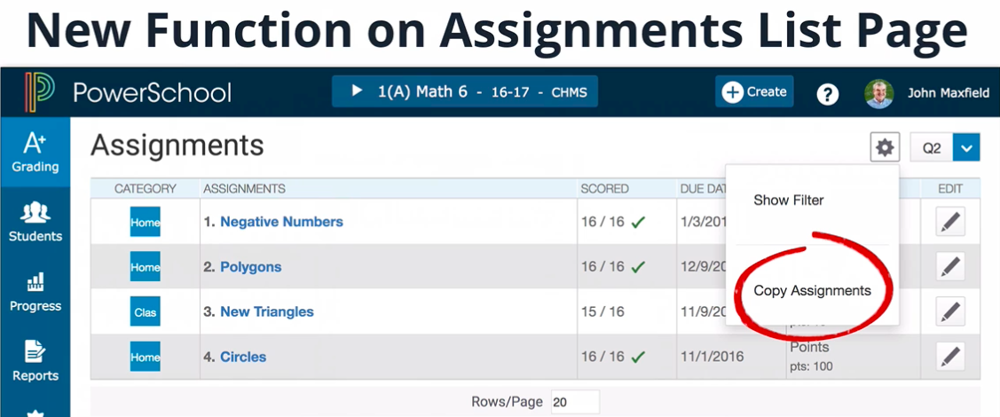 New Function on Assignments List Page
PowerSchool
1(A) Math 6 - 16-17 - CHMS
Create
?
John Maxfield
A+
Grading
Students
Progress
Reports
Assignments
Q2
CATEGORY ASSIGNMENTS SCORED DUE DAT EDIT
Show Filter
Copy Assignments
Home 1. Negative Numbers 16 / 16 1/3/201
Home 2. Polygons 16 / 16 12/9/20
Clas 3. New Triangles 15 / 16 11/9/20
Home 4. Circles 16 / 16 11/1/2016 Points
pts: 100
Rows/Page 20